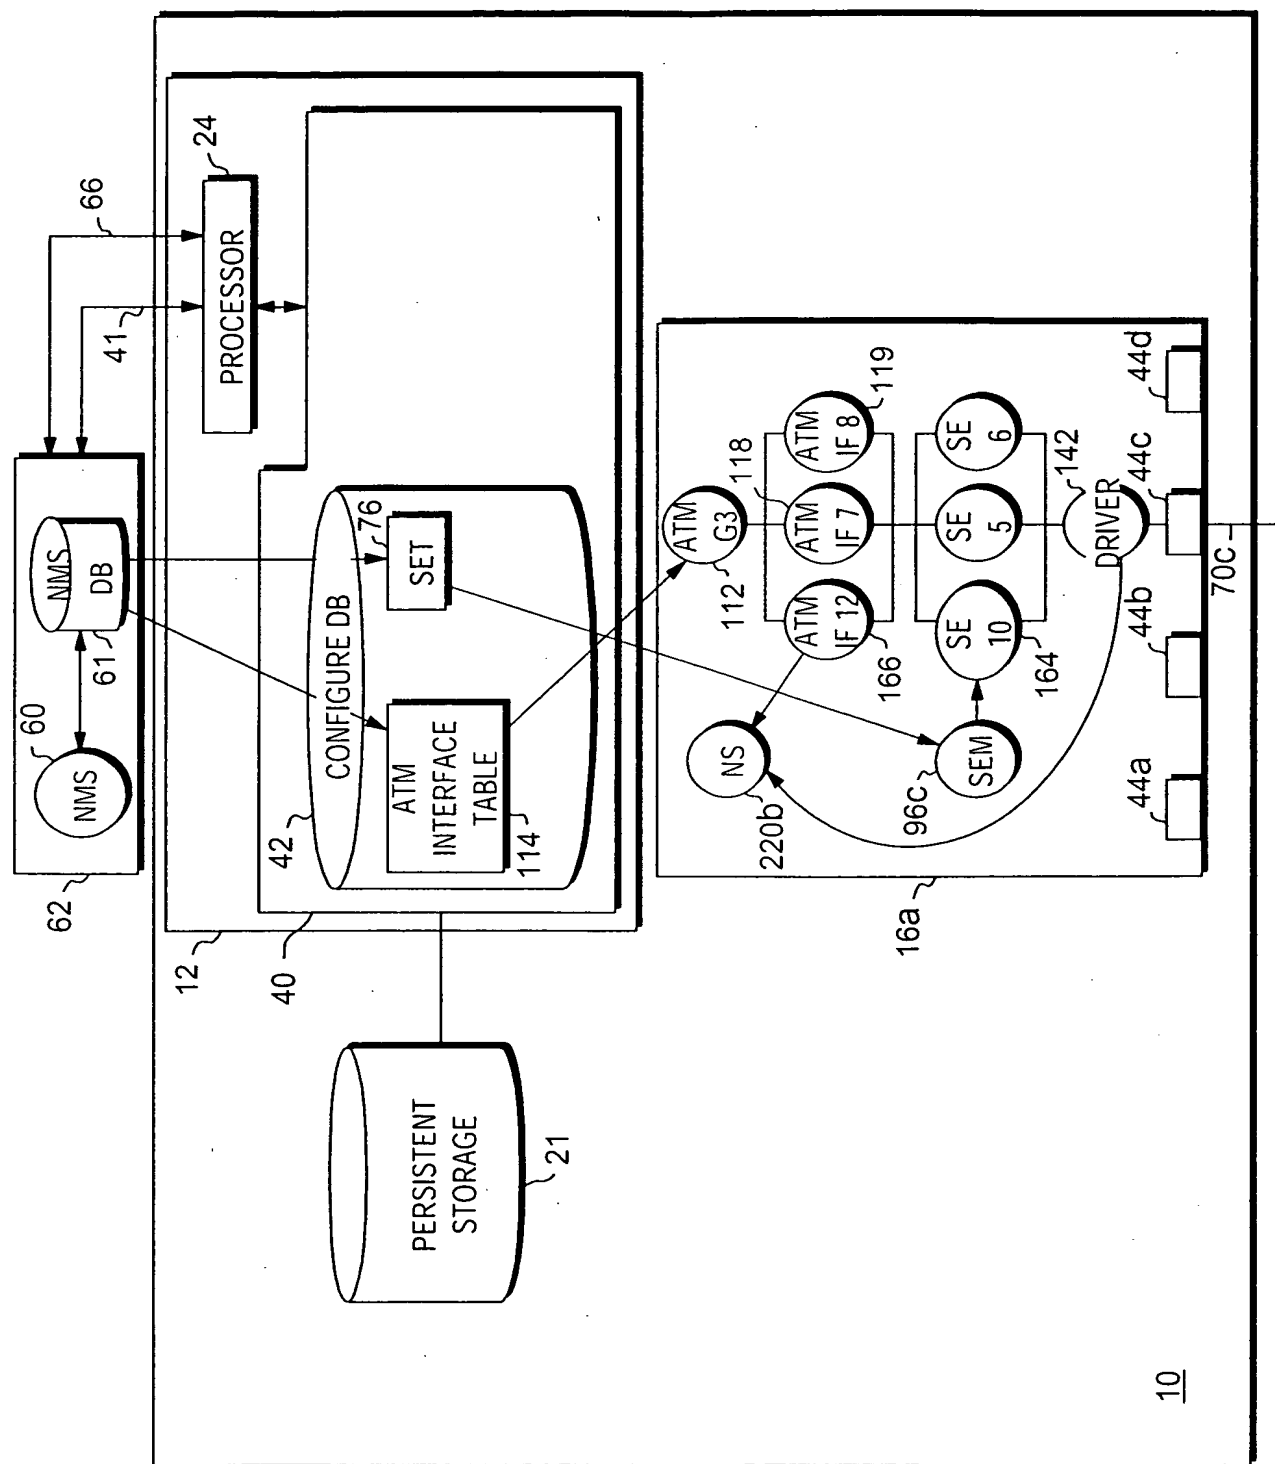 62
NMS
60
NMS
DB
61
41
66
PROCESSOR
24
12
40
42
CONFIGURE DB
SET
76
ATM
INTERFACE
TABLE
114
PERSISTENT
STORAGE
21
16a
ATM
G3
112
118
ATM
IF 12
166
ATM
IF 7
ATM
IF 8
119
NS
220b
SEM
96c
SE
10
164
SE
5
SE
6
DRIVER
142
44a
44b
44c
44d
70c
10